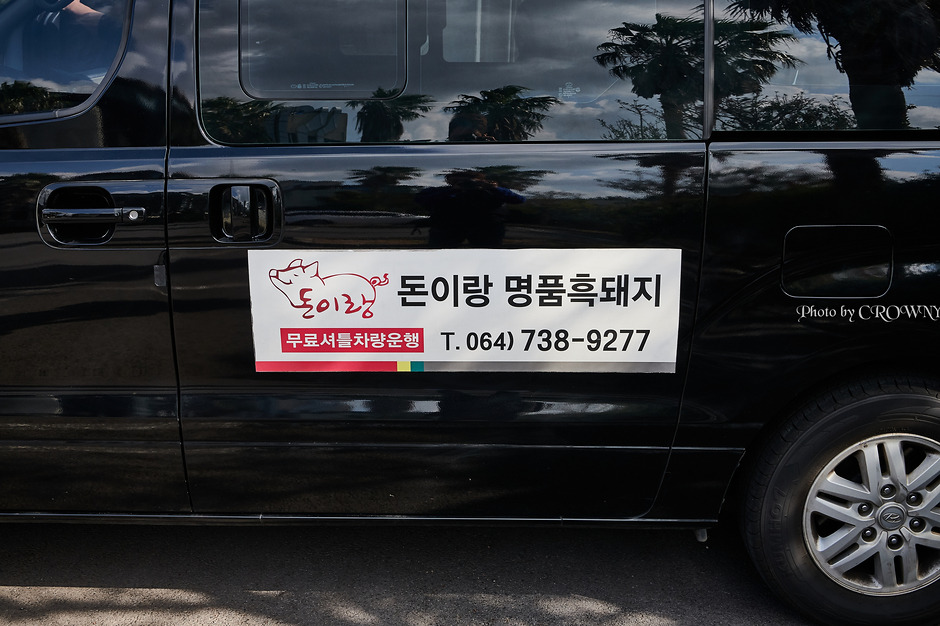 돈이랑
돈이랑 명품흑돼지
무료셔틀차량운행
T. 064) 738-9277
Photo by CROWNY